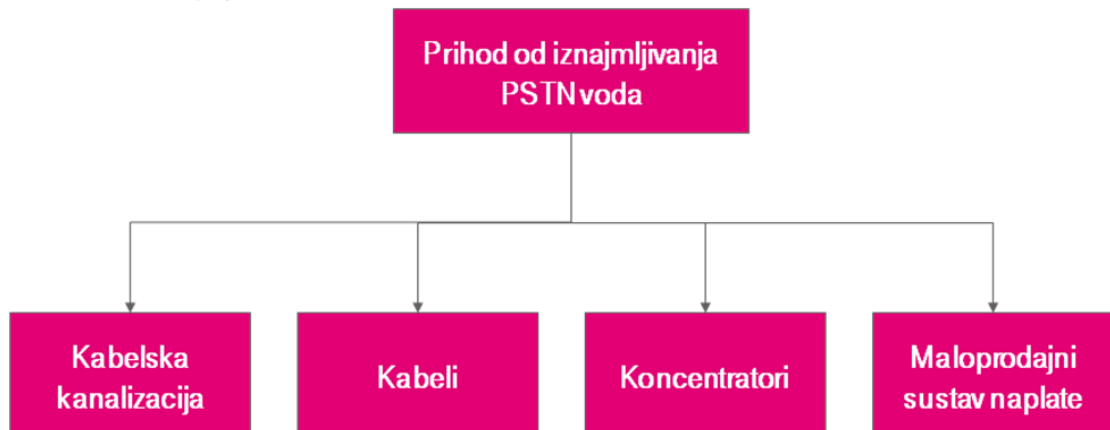 Prihod od iznajmljivanja
PSTN voda
Kabelska
kanalizacija
Kabeli
Koncentratori
Maloprodajni
sustav naplate